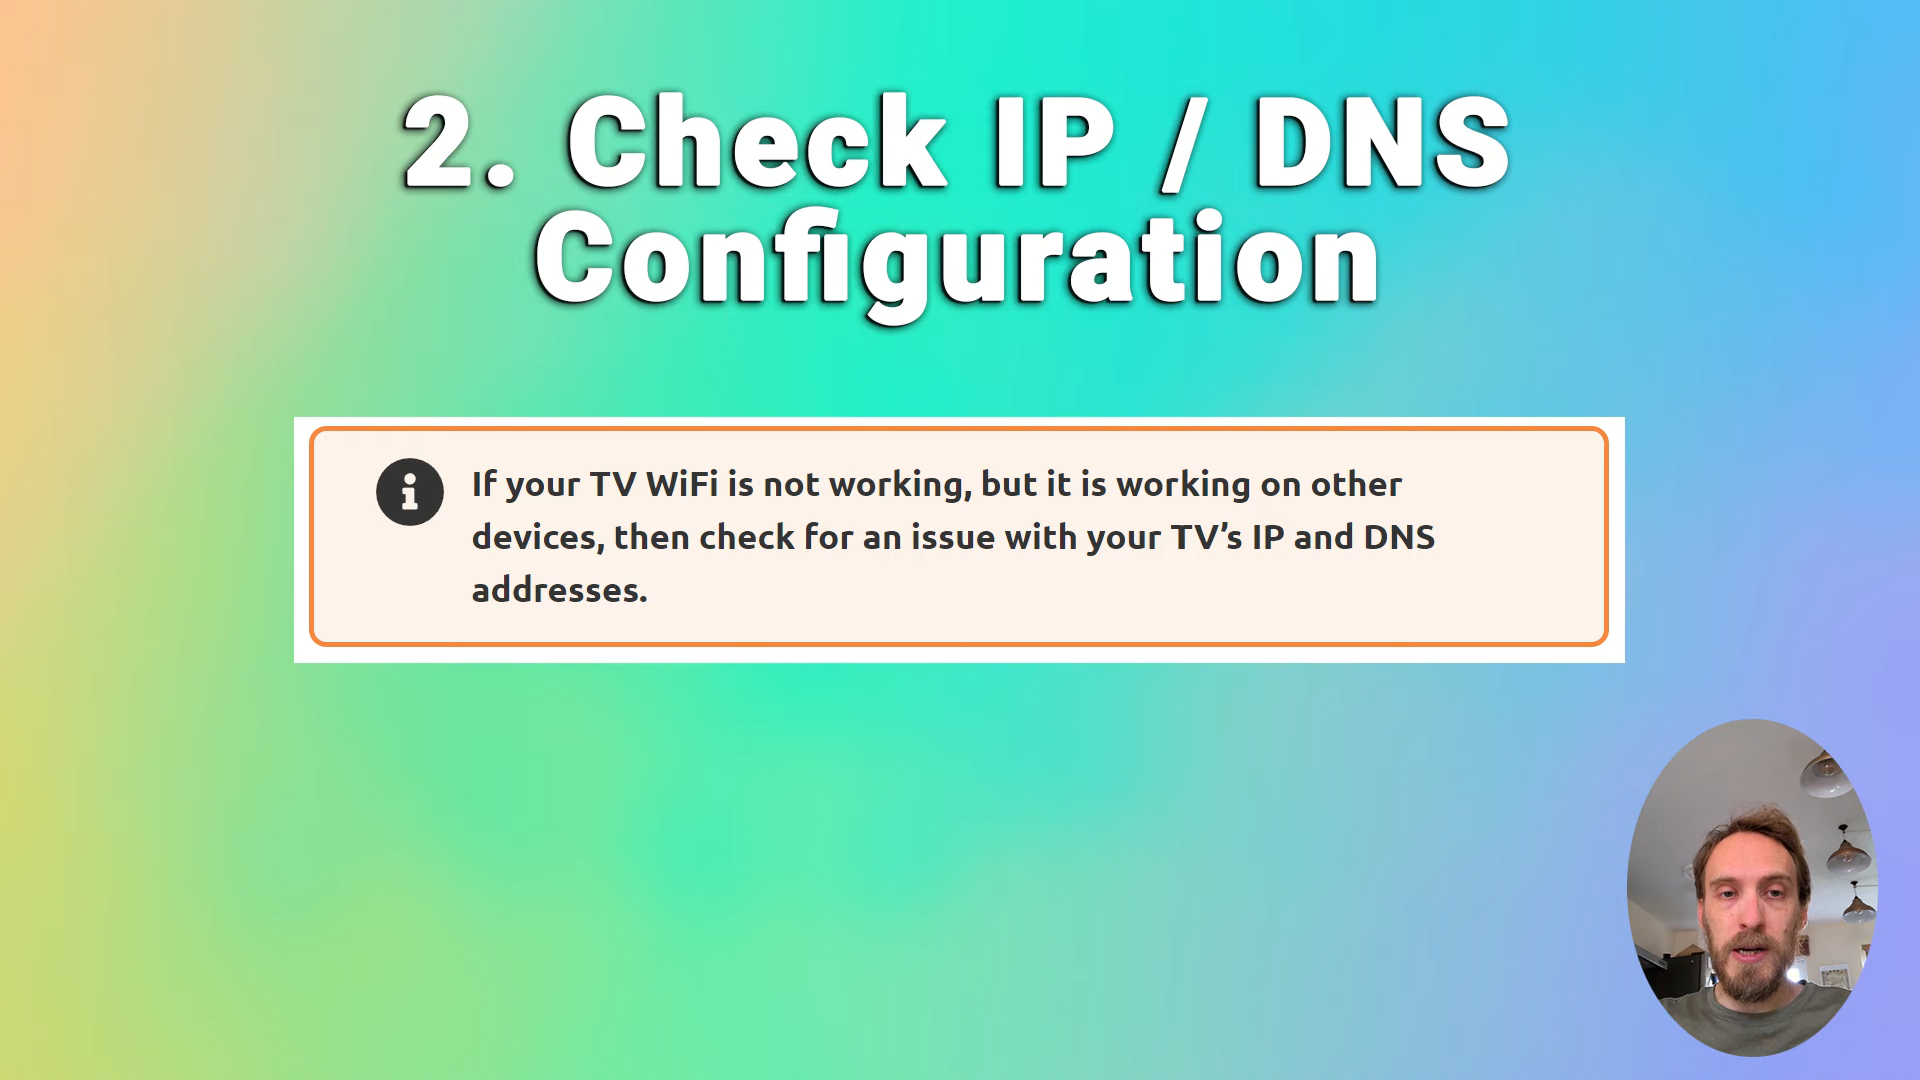 2. Check IP / DNS
Configuration
If your TV WiFi is not working, but it is working on other
devices, then check for an issue with your TV’s IP and DNS
addresses.